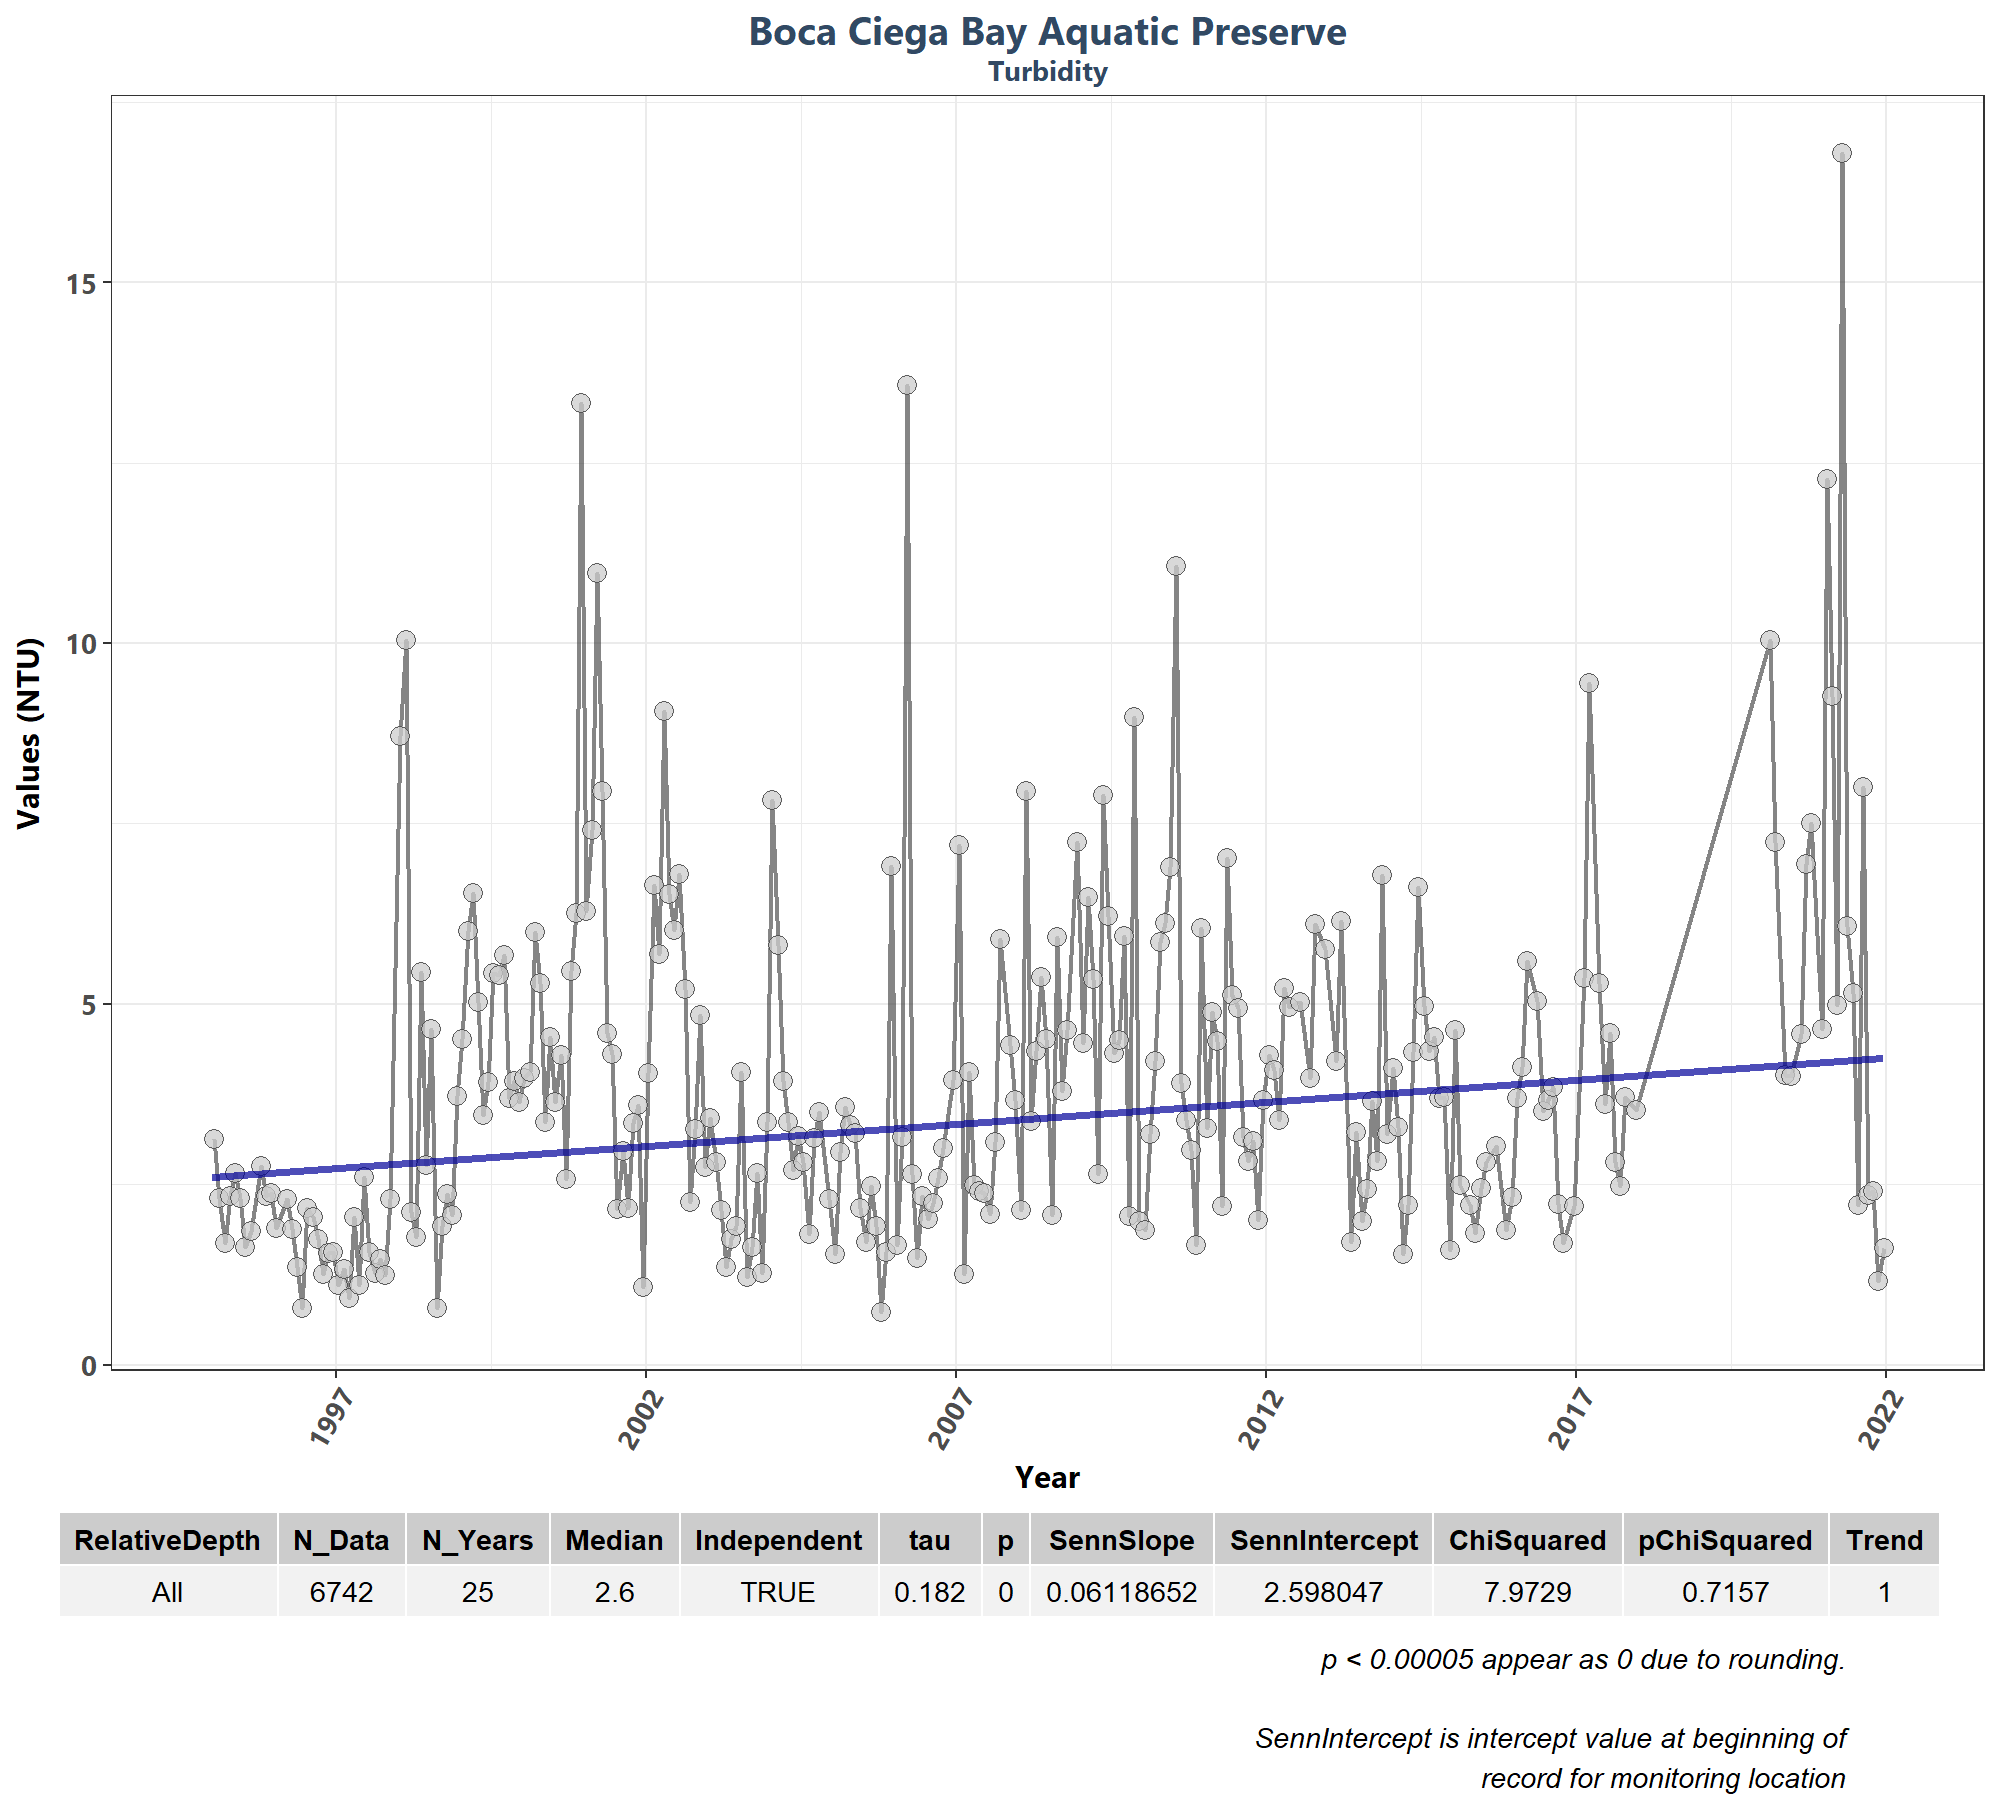 Boca Ciega Bay Aquatic Preserve
Turbidity
Values (NTU)
15
10
5
0
1997 2002 2007 2012 2017 2022
Year
RelativeDepth N_Data N_Years Median Independent tau p SennSlope SennIntercept ChiSquared pChiSquared Trend
All 6742 25 2.6 TRUE 0.182 0 0.06118652 2.598047 7.9729 0.7157 1
p < 0.00005 appear as 0 due to rounding.
SennIntercept is intercept value at beginning of
record for monitoring location